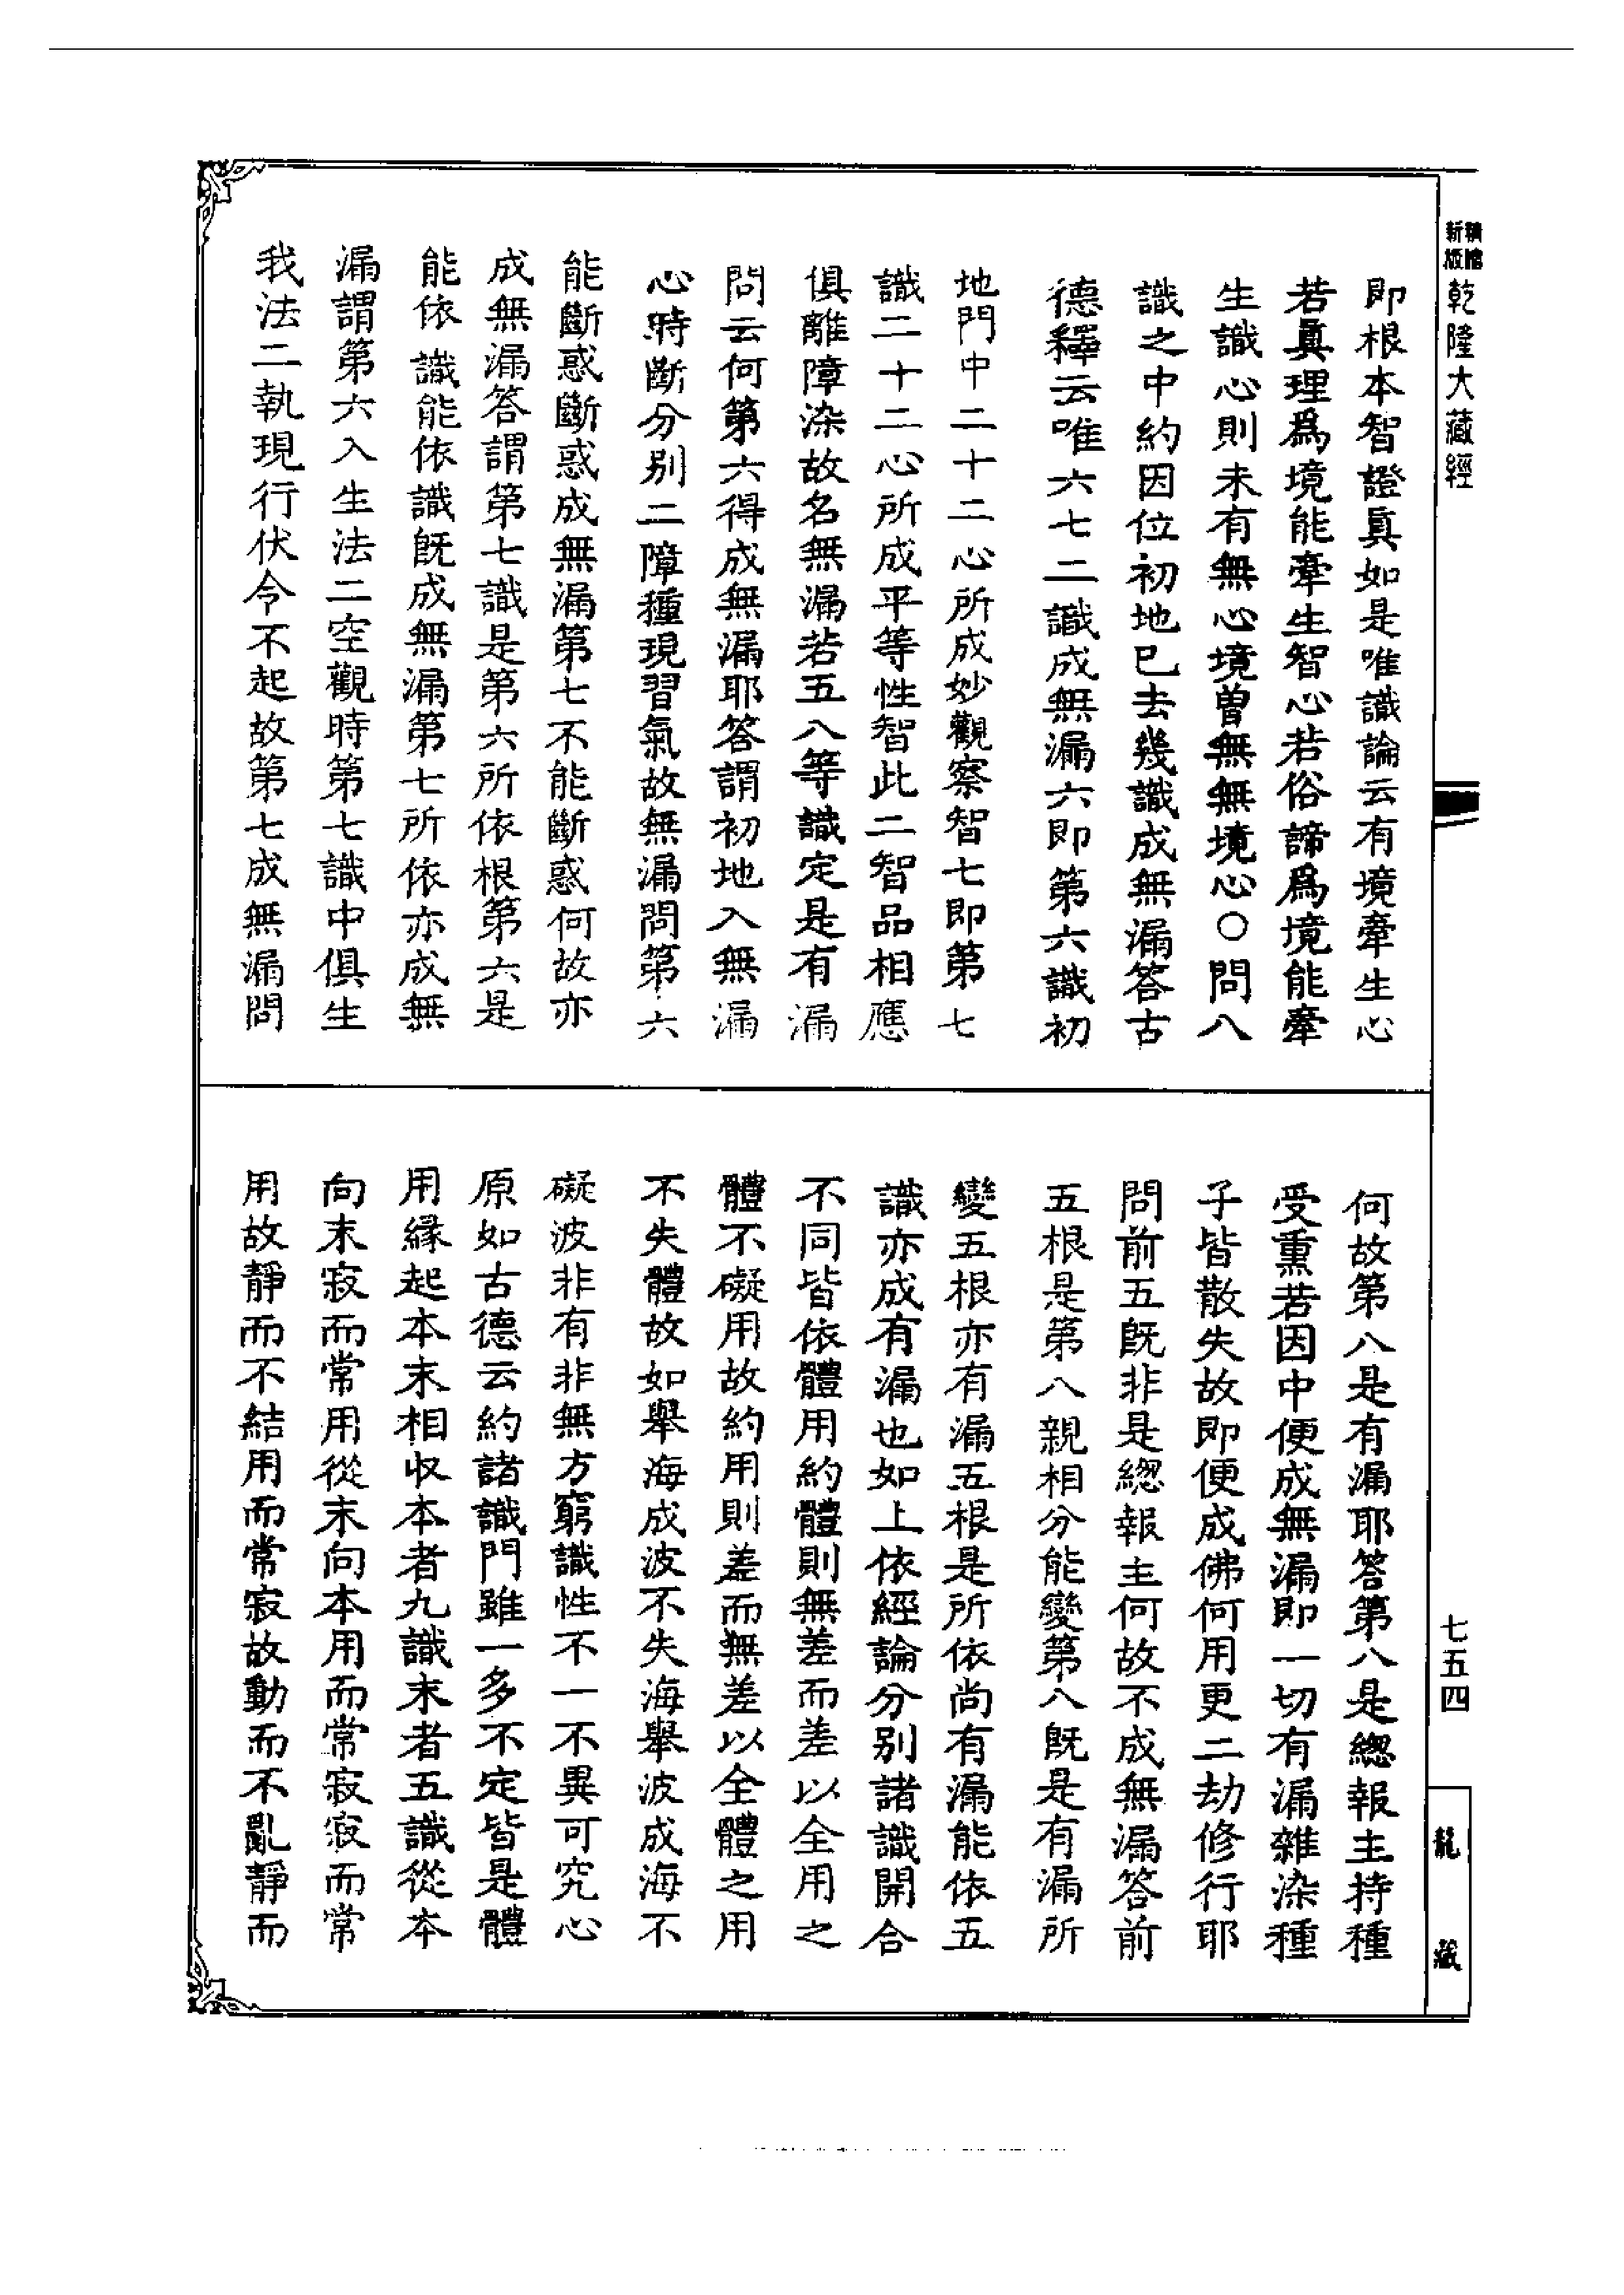 新版
精縮
乾隆大藏經
即根本智證眞如是唯識論云有境牽生心
若眞理爲境能牽生智心若俗諦爲境能牽
生識心則未有無心境曾無無境心〇問八
識之中約因位初地巳去幾識成無漏答古
德釋云唯六七二識成無漏六即第六識初
地門中二十二心所成妙觀察智七即第七
識二十二心所成平等性智此二智品相應
俱離障染故名無漏若五八等識定是有漏
問云何第六得成無漏耶答謂初地入無漏
心時斷分別二障種現習氣故無漏問第六
能斷惑斷惑成無漏第七不能斷惑何故亦
成無漏答謂第七識是第六所依根第六是
能依識能依識旣成無漏第七所依亦成無
漏謂第六入生法二空觀時第七識中俱生
我法二執現行伏令不起故第七成無漏問
何故第八是有漏耶答第八是緫報主持種
受熏若因中便成無漏即一切有漏雜染種
子皆散失故即便成佛何用更二劫修行耶
問前五旣非是緫報主何故不成無漏答前
五根是第八親相分能變第八旣是有漏所
變五根亦有漏五根是所依尚有漏能依五
識亦成有漏也如上依經論分別諸識開合
不同皆依體用約體則無差而差以全用之
體不礙用故約用則差而無差以全體之用
不失體故如舉海成波不失海舉波成海不
礙波非有非無方窮識性不一不異可究心
原如古德云約諸識門雖一多不定皆是體
用縁起本末相收本者九識末者五識從本
向末寂而常用從末向本用而常寂寂而常
用故靜而不結用而常寂故動而不亂靜而
七五四
龍藏